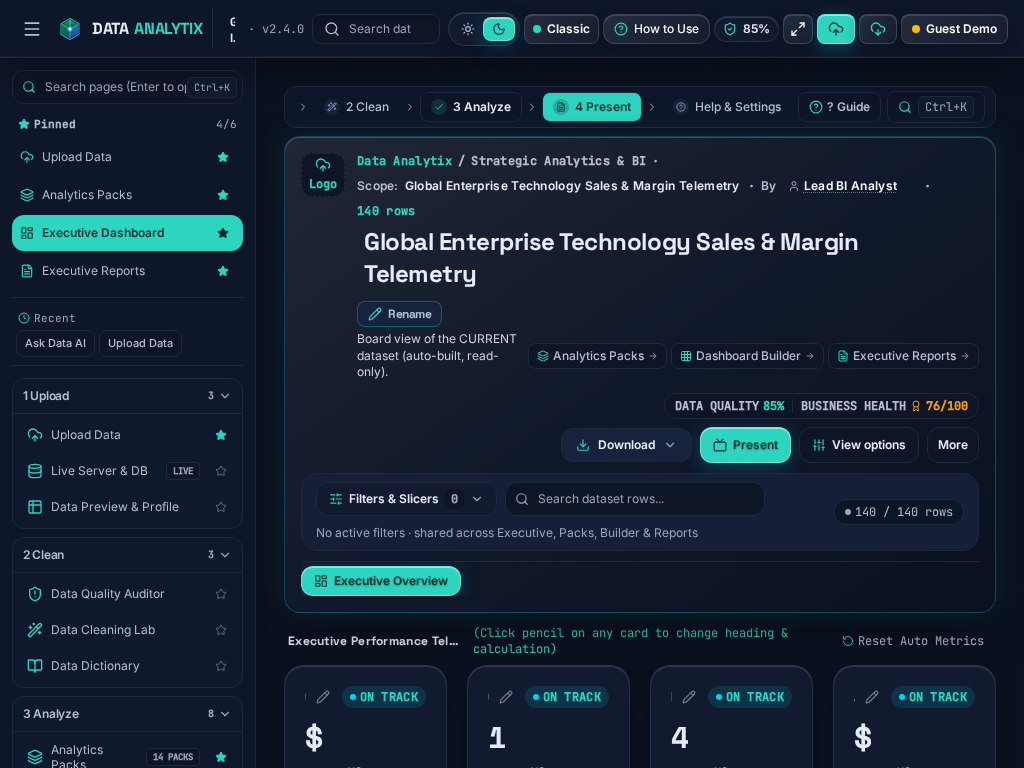 DATA ANALYTIX
· v2.4.0
Search dat
Classic
How to Use
85%
Guest Demo
Search pages (Enter to op
Ctrl+K
Pinned 4/6
Upload Data
Analytics Packs
Executive Dashboard
Executive Reports
Recent
Ask Data AI
Upload Data
1 Upload 3
Upload Data
Live Server & DB LIVE
Data Preview & Profile
2 Clean 3
Data Quality Auditor
Data Cleaning Lab
Data Dictionary
3 Analyze 8
Analytics Packs 14 PACKS
2 Clean
3 Analyze
4 Present
Help & Settings
? Guide
Ctrl+K
Logo
Data Analytix / Strategic Analytics & BI ·
Scope: Global Enterprise Technology Sales & Margin Telemetry · By Lead BI Analyst ·
140 rows
Global Enterprise Technology Sales & Margin
Telemetry
Rename
Board view of the CURRENT
dataset (auto-built, read-
only).
Analytics Packs →
Dashboard Builder →
Executive Reports →
DATA QUALITY 85%
BUSINESS HEALTH 76/100
Download
Present
View options
More
Filters & Slicers 0
Search dataset rows...
140 / 140 rows
No active filters · shared across Executive, Packs, Builder & Reports
Executive Overview
Executive Performance Tel...
(Click pencil on any card to change heading &
calculation)
Reset Auto Metrics
ON TRACK
$
ON TRACK
1
ON TRACK
4
ON TRACK
$